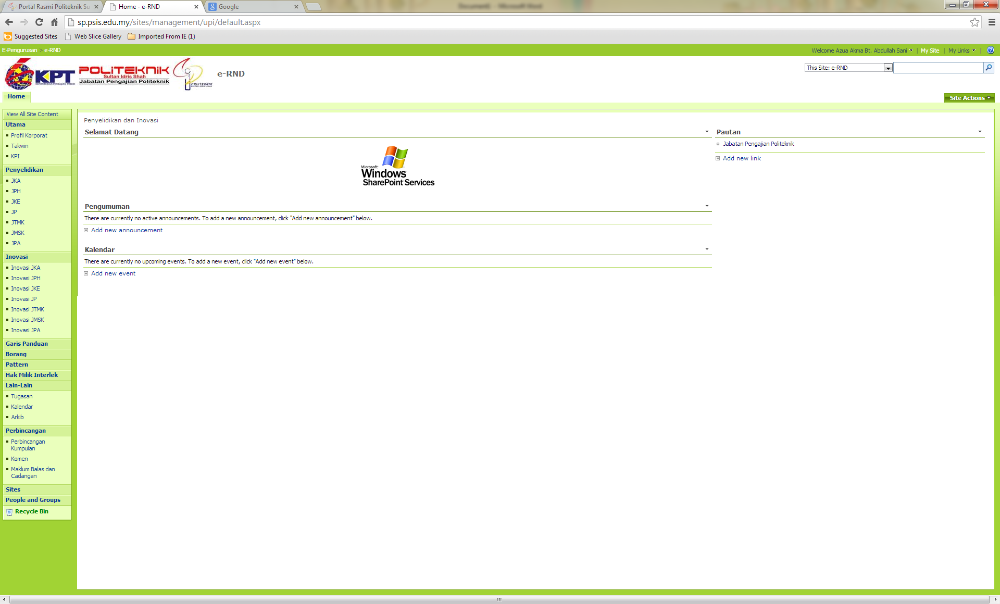 Portal Rasmi Politeknik Su
Home - e-RND
Google
sp.psis.edu.my/sites/management/upi/default.aspx
Suggested Sites
Web Slice Gallery
Imported From IE (1)
E-Pengurusan > e-RND
Welcome Azua Akma Bt. Abdullah Sani
My Site
My Links
KPT
KEMENTERIAN PENGAJIAN TINGGI
POLITEKNIK
Sultan Idris Shah
Jabatan Pengajian Politeknik
POLITEKNIK
SULTAN IDRIS SHAH
e-RND
This Site: e-RND
Home
Site Actions
View All Site Content
Utama
Profil Korporat
Takwin
KPI
Penyelidikan
JKA
JPH
JKE
JP
JTMK
JMSK
JPA
Inovasi
Inovasi JKA
Inovasi JPH
Inovasi JKE
Inovasi JP
Inovasi JTMK
Inovasi JMSK
Inovasi JPA
Garis Panduan
Borang
Pattern
Hak Milik Interlek
Lain-Lain
Tugasan
Kalendar
Arkib
Perbincangan
Perbincangan
Kumpulan
Komen
Maklum Balas dan
Cadangan
Sites
People and Groups
Recycle Bin
Penyelidikan dan Inovasi
Selamat Datang
Microsoft
Windows
SharePoint Services
Pengumuman
There are currently no active announcements. To add a new announcement, click "Add new announcement" below.
Add new announcement
Kalendar
There are currently no upcoming events. To add a new event, click "Add new event" below.
Add new event
Pautan
Jabatan Pengajian Politeknik
Add new link